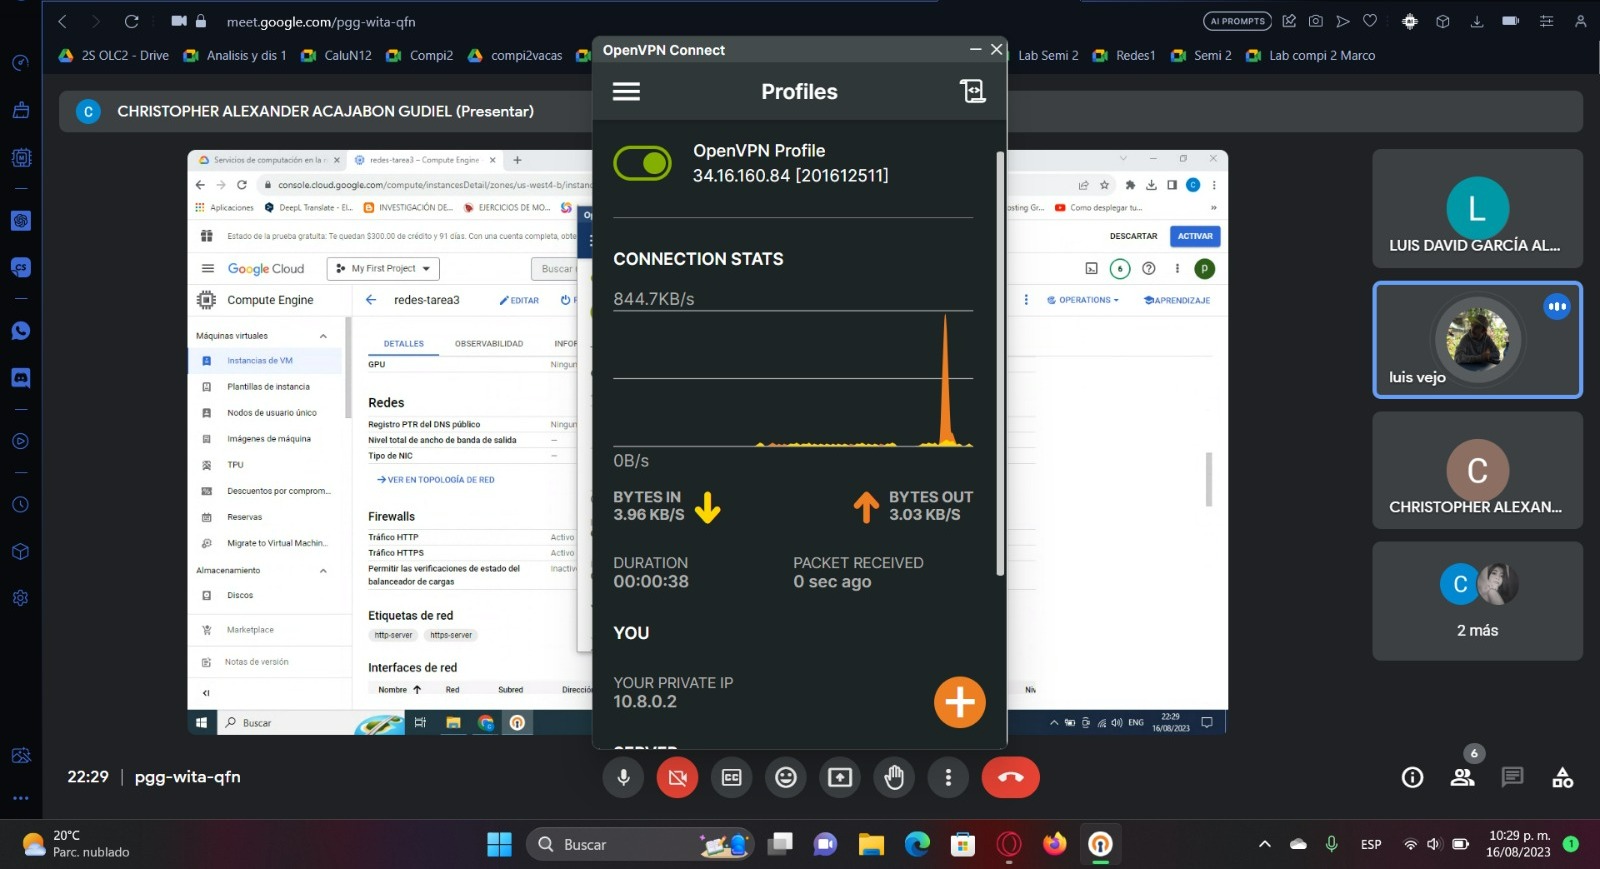 meet.google.com/pgg-wita-qfn
AI PROMPTS
2S OLC2 - Drive
Analisis y dis 1
CaluN12
Compi2
compi2vacas
Lab Semi 2
Redes1
Semi 2
Lab compi 2 Marco
C
CHRISTOPHER ALEXANDER ACAJABON GUDIEL (Presentar)
Servicios de computación en la
redes-tarea3 – Compute Engine
console.cloud.google.com/compute/instancesDetail/zones/us-west4-b/instan
Aplicaciones
DeepL Translate - El...
INVESTIGACIÓN DE...
EJERCICIOS DE MO...
osting Gr...
Como desplegar tu...
»
Estado de la prueba gratuita: Te quedan $300.00 de crédito y 91 días. Con una cuenta completa, obte
DESCARTAR
ACTIVAR
Google Cloud
My First Project
Buscar
6
P
Compute Engine
redes-tarea3
EDITAR
OPERATIONS
APRENDIZAJE
Máquinas virtuales
Instancias de VM
Plantillas de instancia
Nodos de usuario único
Imágenes de máquina
TPU
Descuentos por comprom...
Reservas
Migrate to Virtual Machin...
Almacenamiento
Discos
Marketplace
Notas de versión
DETALLES
OBSERVABILIDAD
INFOR
GPU
Ningun
Redes
Registro PTR del DNS público
Ningun
Nivel total de ancho de banda de salida
—
Tipo de NIC
—
VER EN TOPOLOGÍA DE RED
Firewalls
Tráfico HTTP
Activo
Tráfico HTTPS
Activo
Permitir las verificaciones de estado del
balanceador de cargas
Inactiv
Etiquetas de red
http-server
https-server
Interfaces de red
Nombre
Red
Subred
Direcció
Niv
Buscar
ENG
22:29
16/08/2023
OpenVPN Connect
Profiles
OpenVPN Profile
34.16.160.84 [201612511]
CONNECTION STATS
844.7KB/s
0B/s
BYTES IN
3.96 KB/S
BYTES OUT
3.03 KB/S
DURATION
00:00:38
PACKET RECEIVED
0 sec ago
YOU
YOUR PRIVATE IP
10.8.0.2
SERVER
L
LUIS DAVID GARCÍA AL...
luis vejo
C
CHRISTOPHER ALEXAN...
C
2 más
22:29
pgg-wita-qfn
6
20°C
Parc. nublado
Buscar
ESP
10:29 p. m.
16/08/2023
1